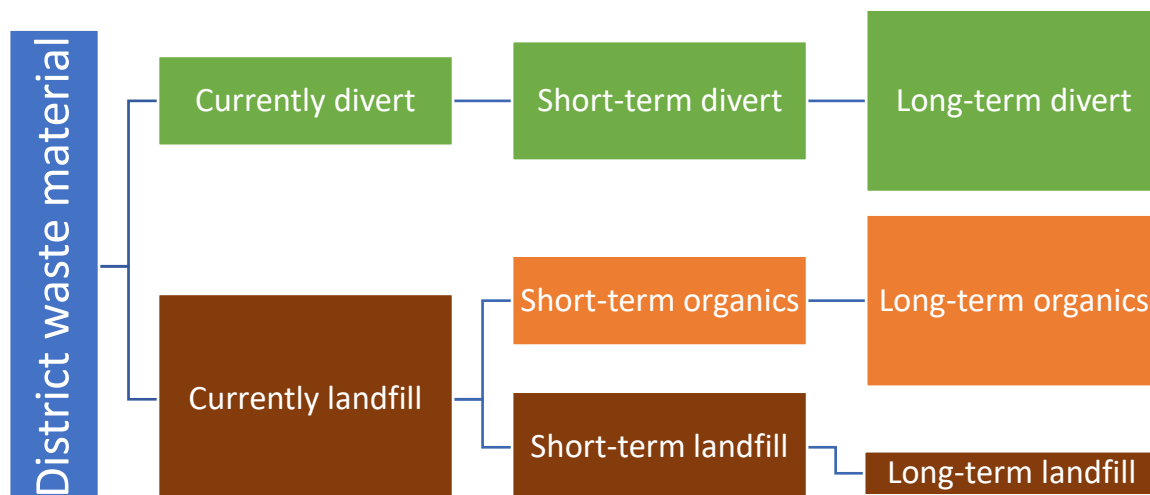 District waste material
Currently divert
Short-term divert
Long-term divert
Currently landfill
Short-term organics
Long-term organics
Short-term landfill
Long-term landfill